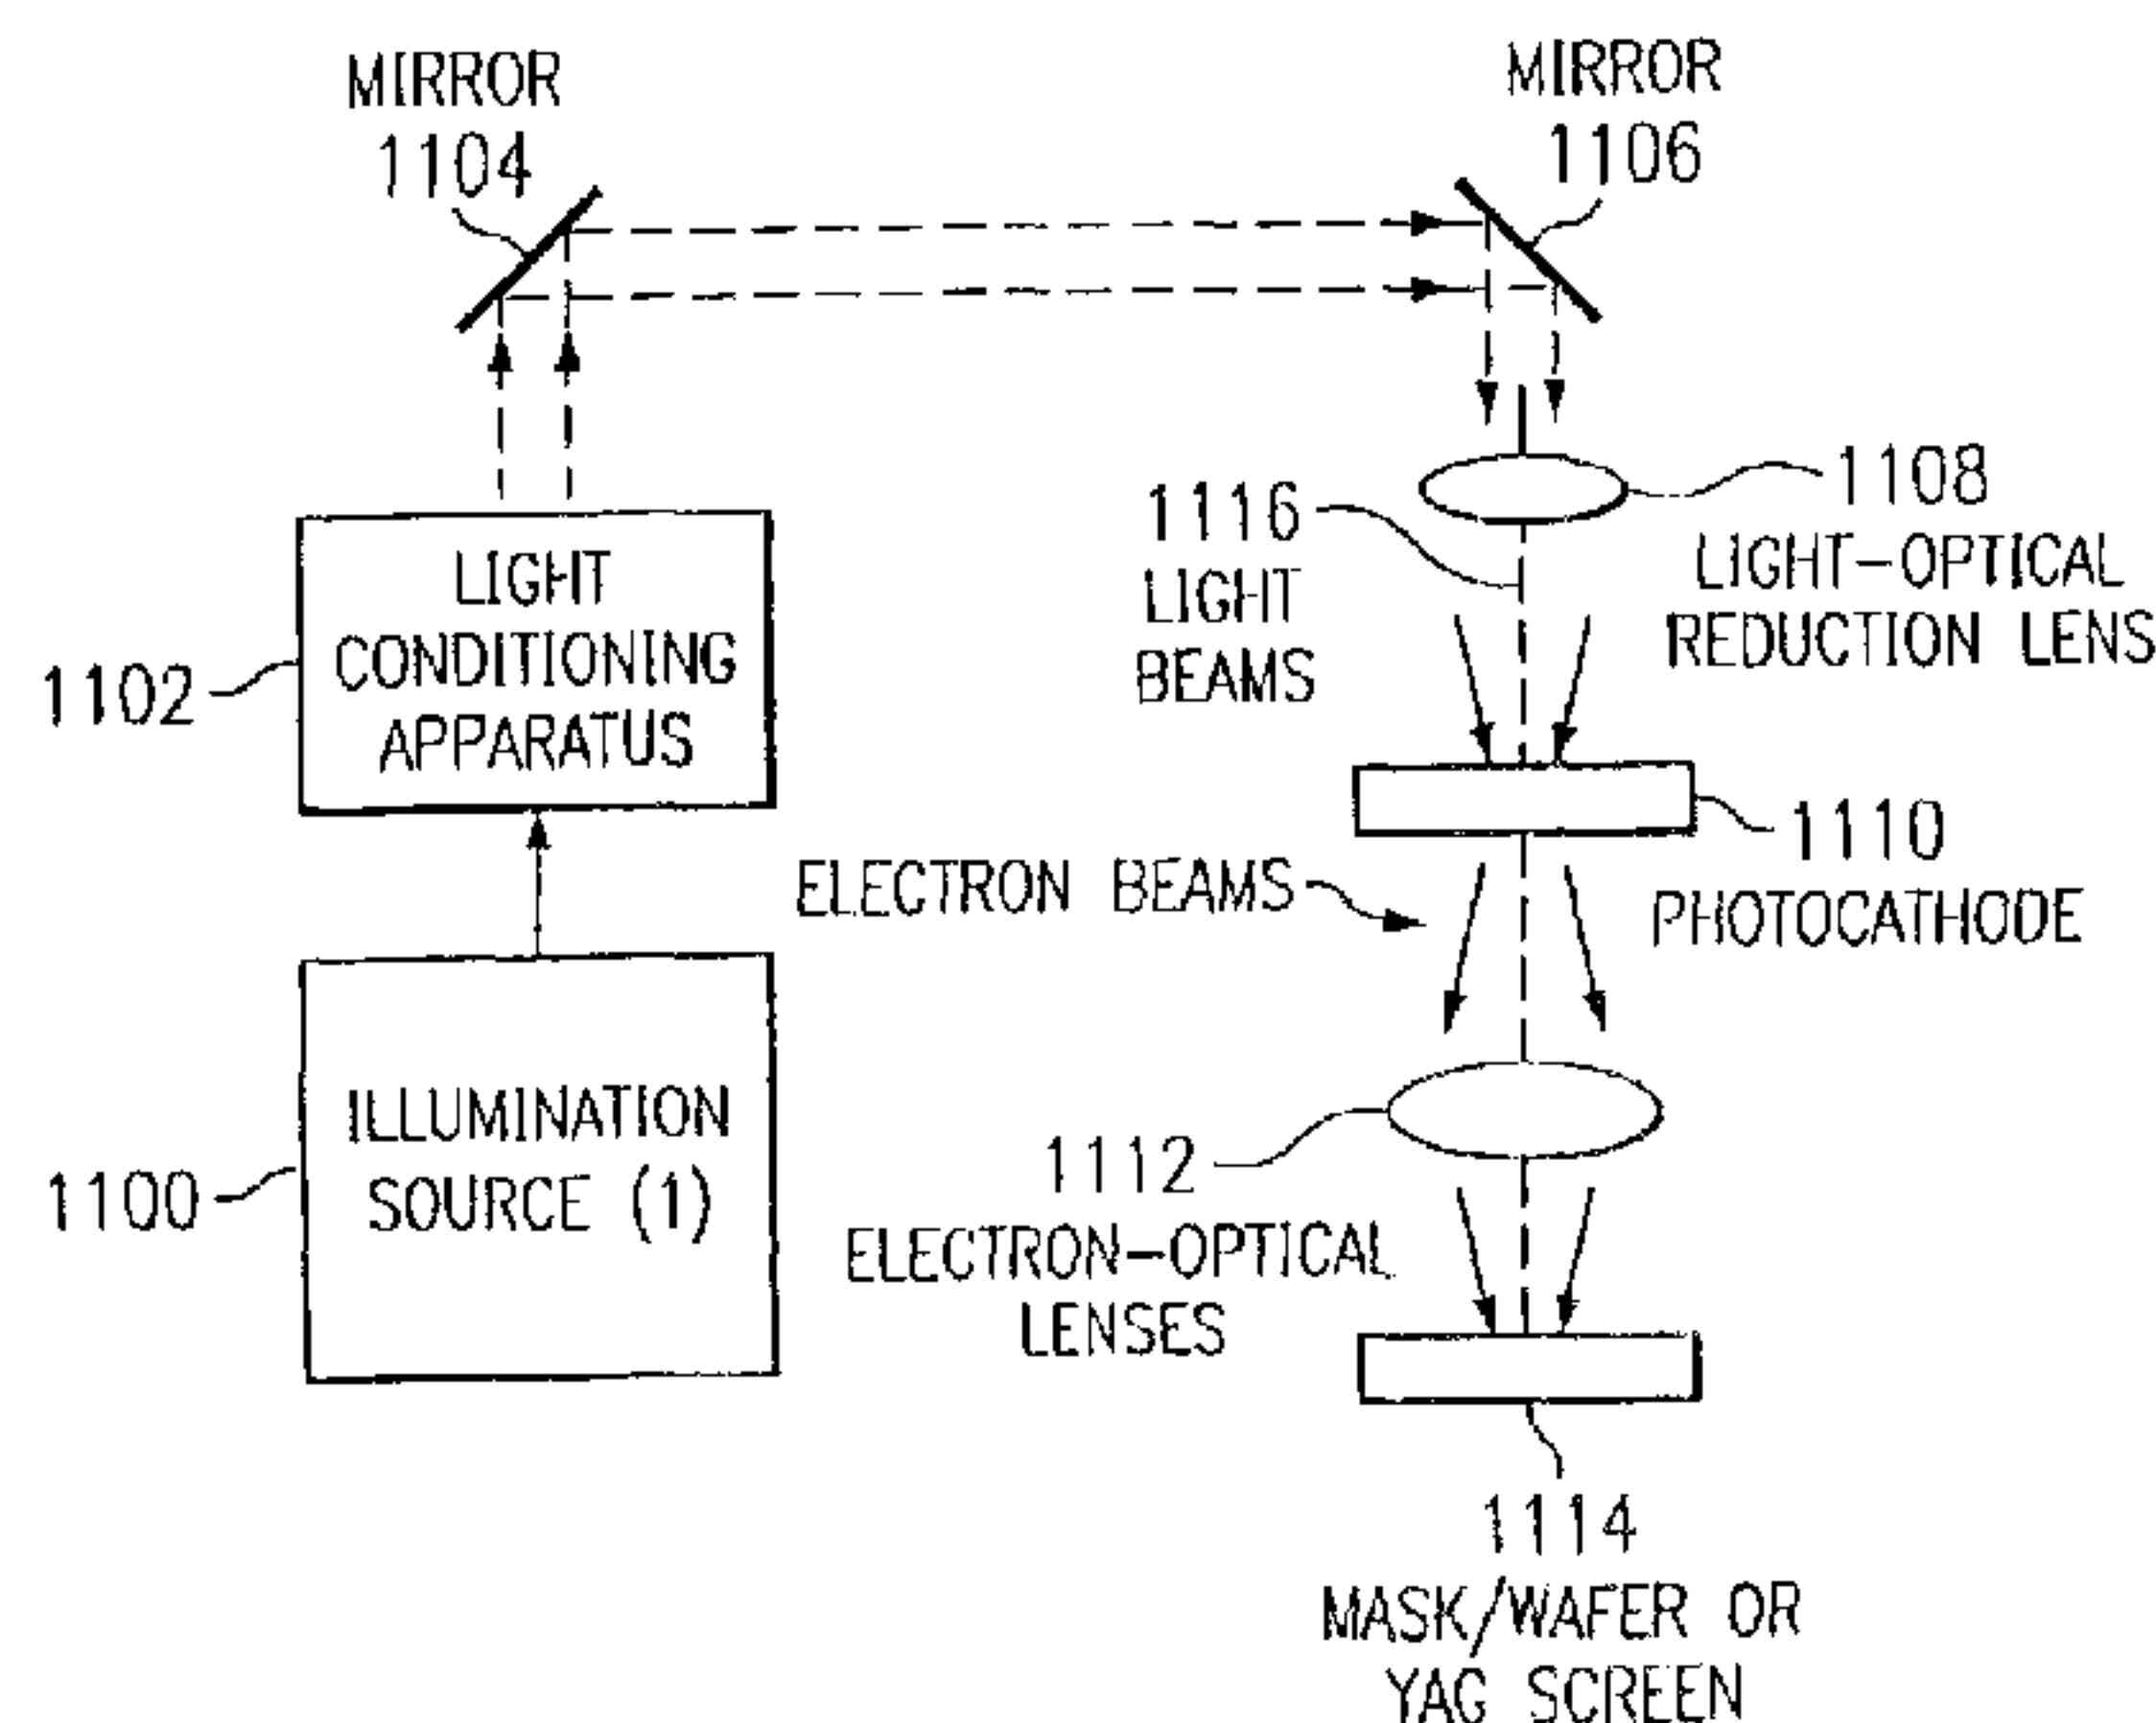 MIRROR
1104
MIRROR
1106
1108
LIGHT-OPTICAL
REDUCTION LENS
1116
LIGHT
BEAMS
1102
LIGHT
CONDITIONING
APPARATUS
1110
PHOTOCATHODE
ELECTRON BEAMS
1100
ILLUMINATION
SOURCE (1)
1112
ELECTRON-OPTICAL
LENSES
1114
MASK/WAFER OR
YAG SCREEN